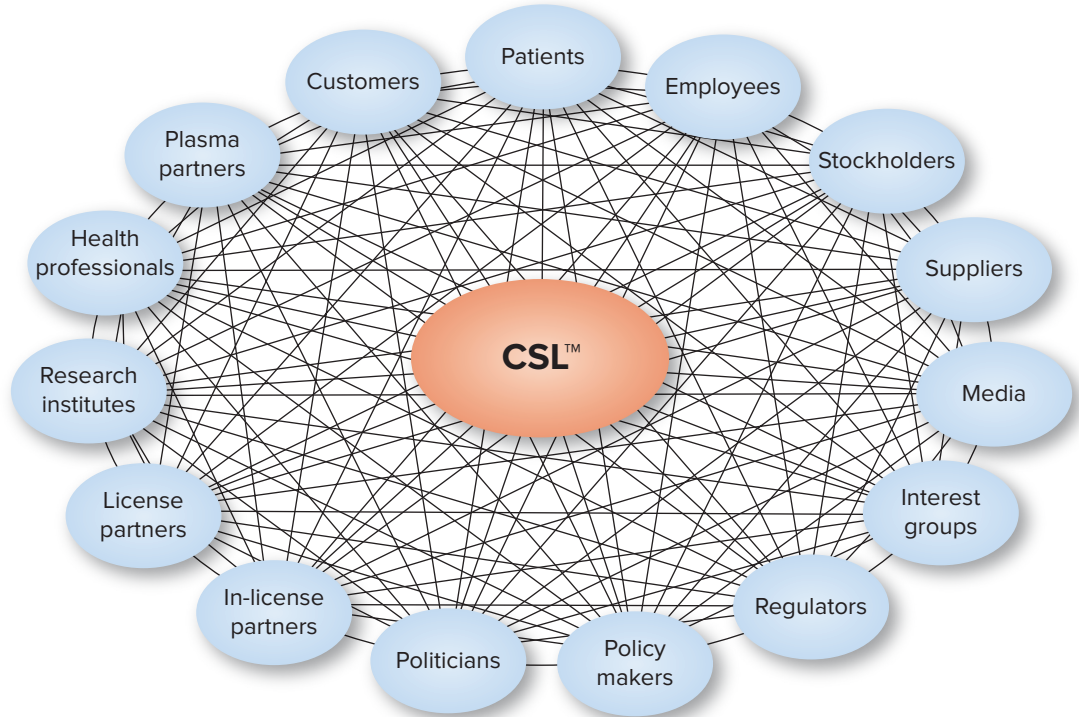 Patients
Customers
Employees
Plasma
partners
Stockholders
Health
professionals
Suppliers
CSL™
Research
institutes
Media
License
partners
Interest
groups
In-license
partners
Regulators
Politicians
Policy
makers